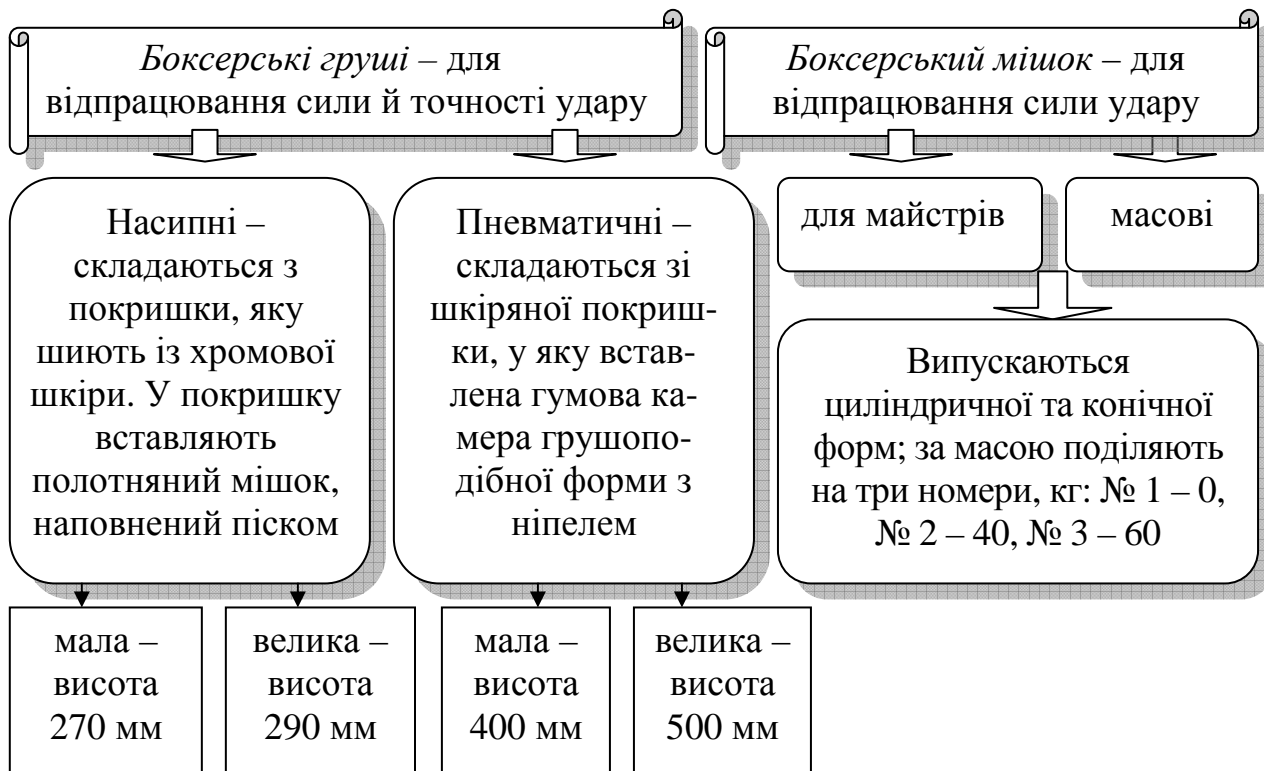 Боксерські груші – для
відпрацювання сили й точності удару
Боксерський мішок – для
відпрацювання сили удару
Насипні –
складаються з
покришки, яку
шиють із хромової
шкіри. У покришку
вставляють
полотняний мішок,
наповнений піском
Пневматичні –
складаються зі
шкіряної покриш-
ки, у яку встав-
лена гумова ка-
мера грушопо-
дібної форми з
ніпелем
для майстрів
масові
Випускаються
циліндричної та конічної
форм; за масою поділяють
на три номери, кг: № 1 – 0,
№ 2 – 40, № 3 – 60
мала –
висота
270 мм
велика –
висота
290 мм
мала –
висота
400 мм
велика –
висота
500 мм